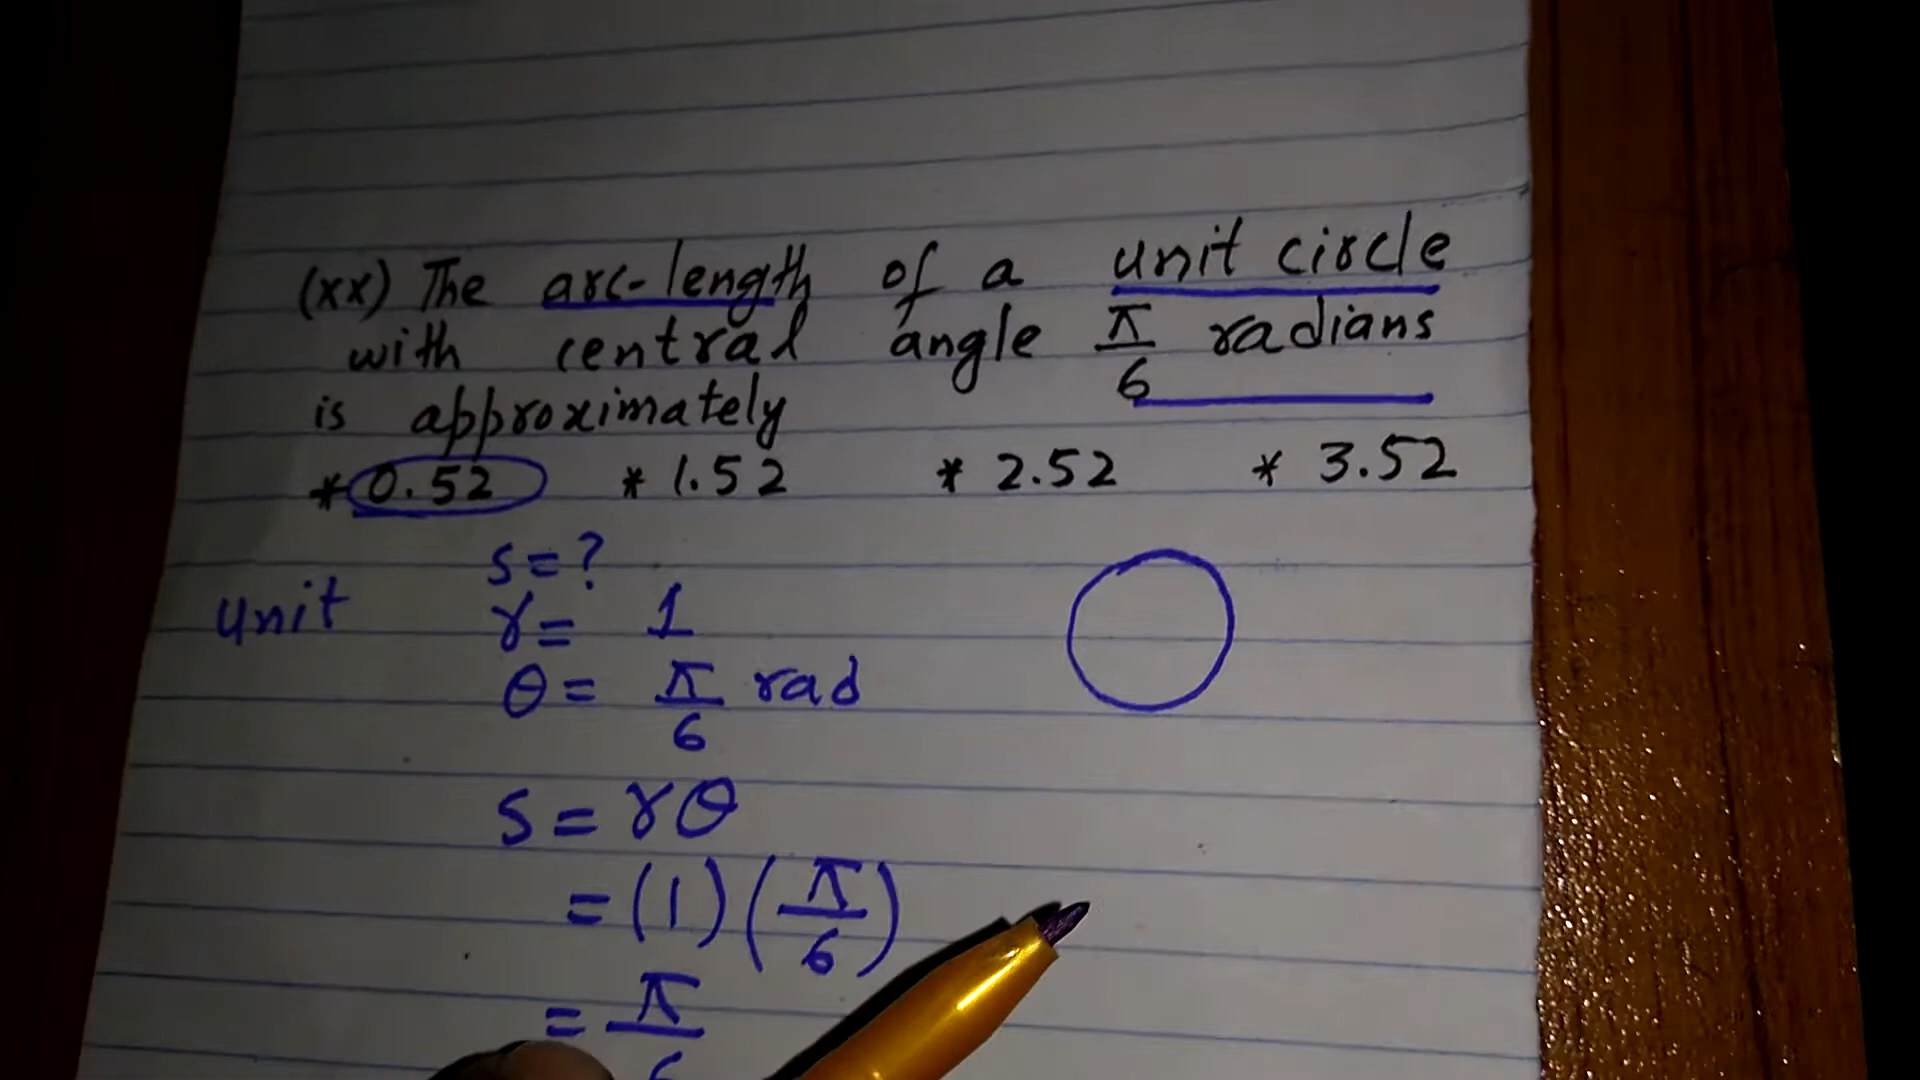 (xx) The arc-length of a unit circle
with central angle π/6 radians
is approximately
* 0.52 * 1.52 * 2.52 * 3.52
s = ?
unit r = 1
θ = π/6 rad
s = rθ
= (1) (π/6)
= π/6